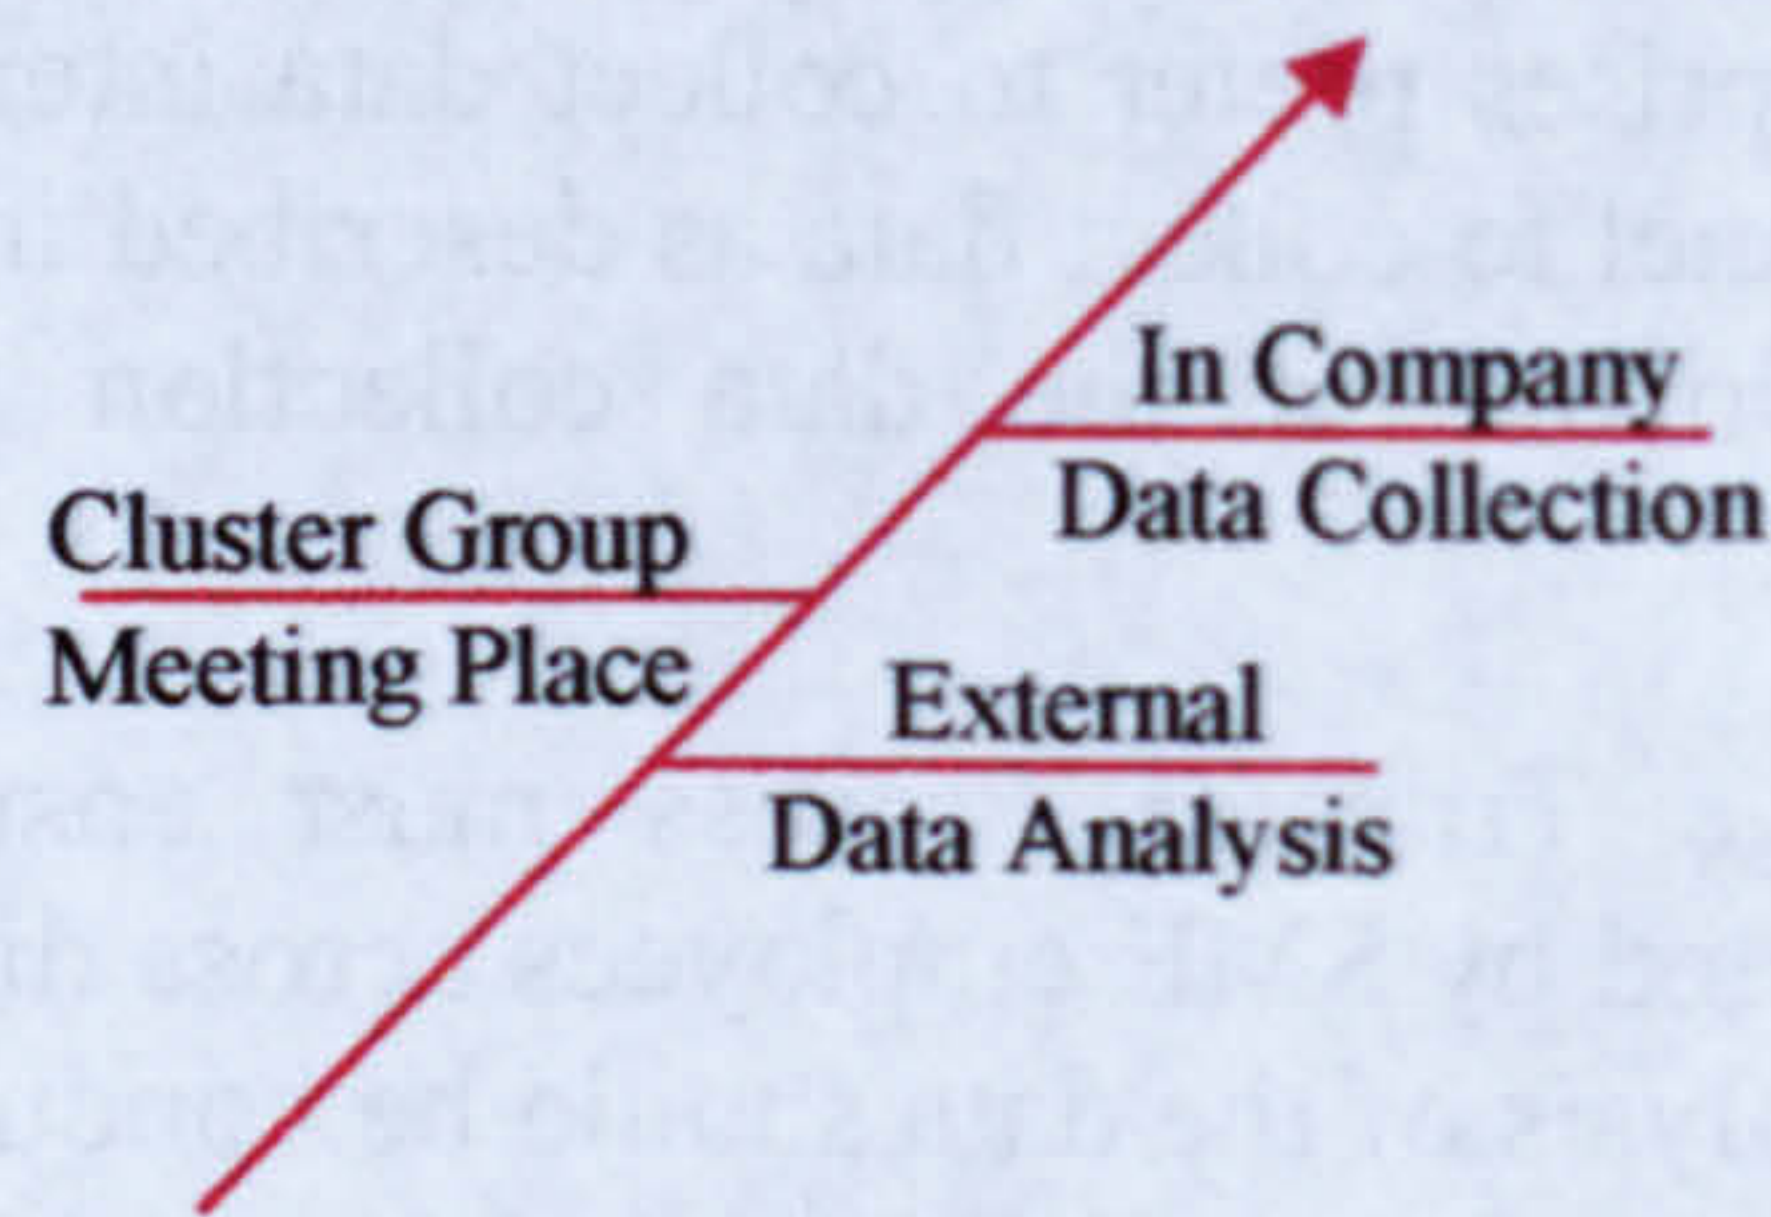 In Company
Data Collection
Cluster Group
Meeting Place
External
Data Analysis